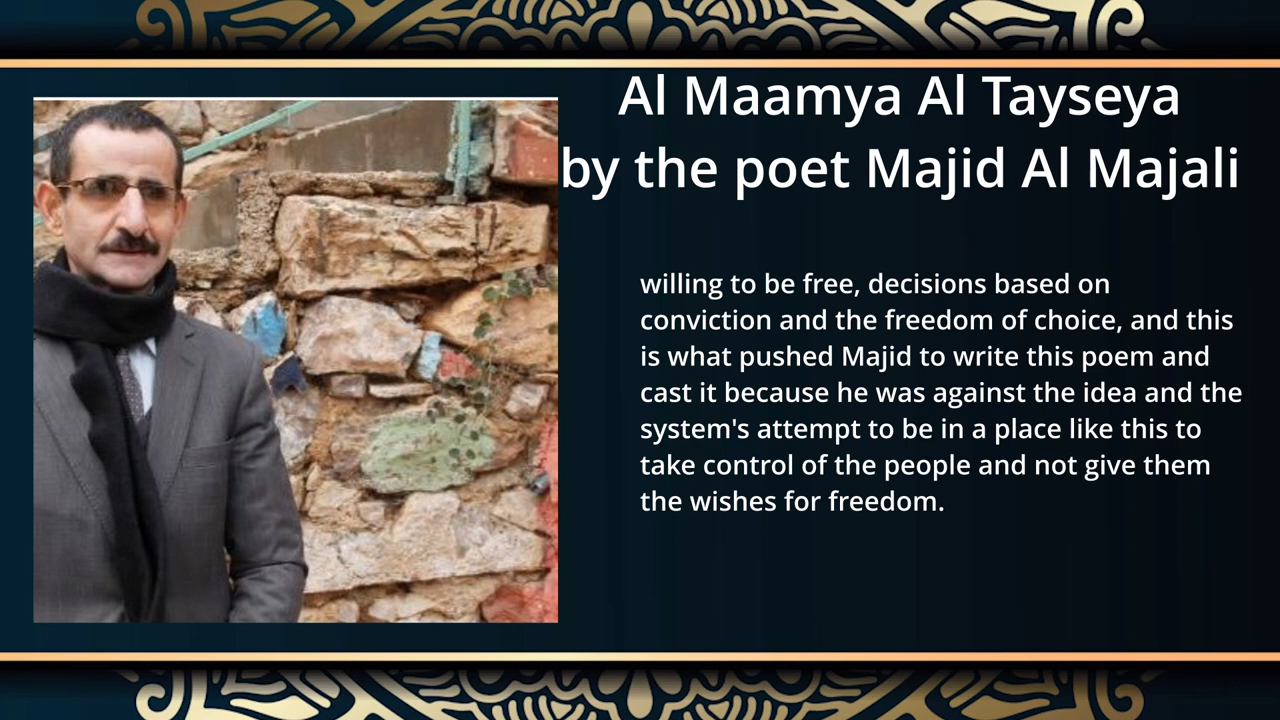 Al Maamya Al Tayseya
by the poet Majid Al Majali
willing to be free, decisions based on
conviction and the freedom of choice, and this
is what pushed Majid to write this poem and
cast it because he was against the idea and the
system's attempt to be in a place like this to
take control of the people and not give them
the wishes for freedom.